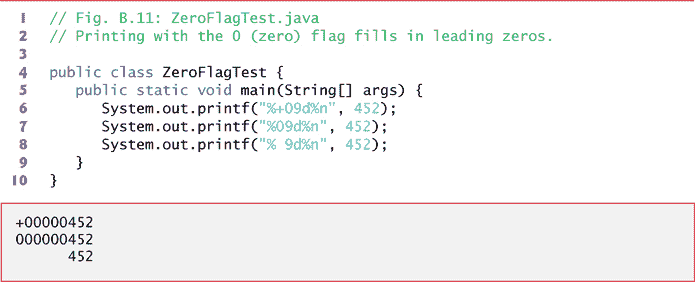 1 // Fig. B.11: ZeroFlagTest.java
2 // Printing with the 0 (zero) flag fills in leading zeros.
3
4 public class ZeroFlagTest {
5    public static void main(String[] args) {
6       System.out.printf("%+09d%n", 452);
7       System.out.printf("%09d%n", 452);
8       System.out.printf("% 9d%n", 452);
9    }
10 }
+00000452
000000452
      452